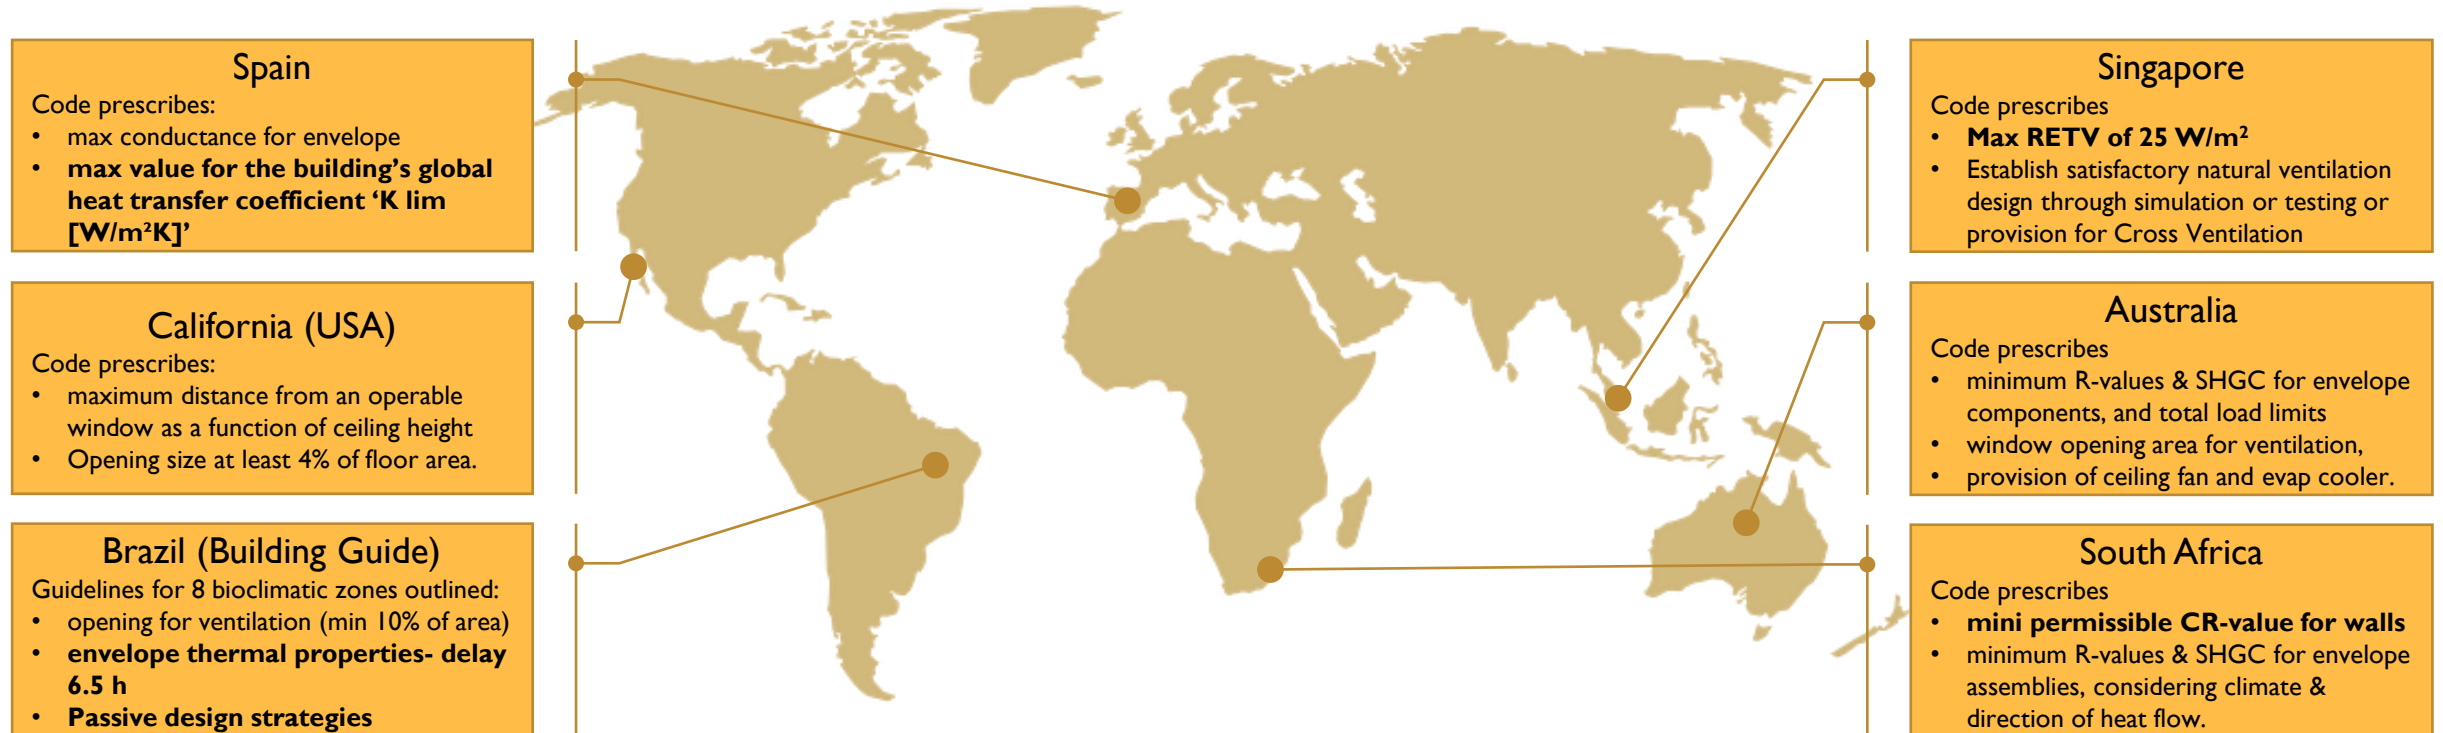 Spain
Code prescribes:
• max conductance for envelope
• max value for the building’s global
heat transfer coefficient ‘K lim
[W/m²K]’
California (USA)
Code prescribes:
• maximum distance from an operable
window as a function of ceiling height
• Opening size at least 4% of floor area.
Brazil (Building Guide)
Guidelines for 8 bioclimatic zones outlined:
• opening for ventilation (min 10% of area)
• envelope thermal properties- delay
6.5 h
• Passive design strategies
Singapore
Code prescribes
• Max RETV of 25 W/m²
• Establish satisfactory natural ventilation
design through simulation or testing or
provision for Cross Ventilation
Australia
Code prescribes
• minimum R-values & SHGC for envelope
components, and total load limits
• window opening area for ventilation,
• provision of ceiling fan and evap cooler.
South Africa
Code prescribes
• mini permissible CR-value for walls
• minimum R-values & SHGC for envelope
assemblies, considering climate &
direction of heat flow.